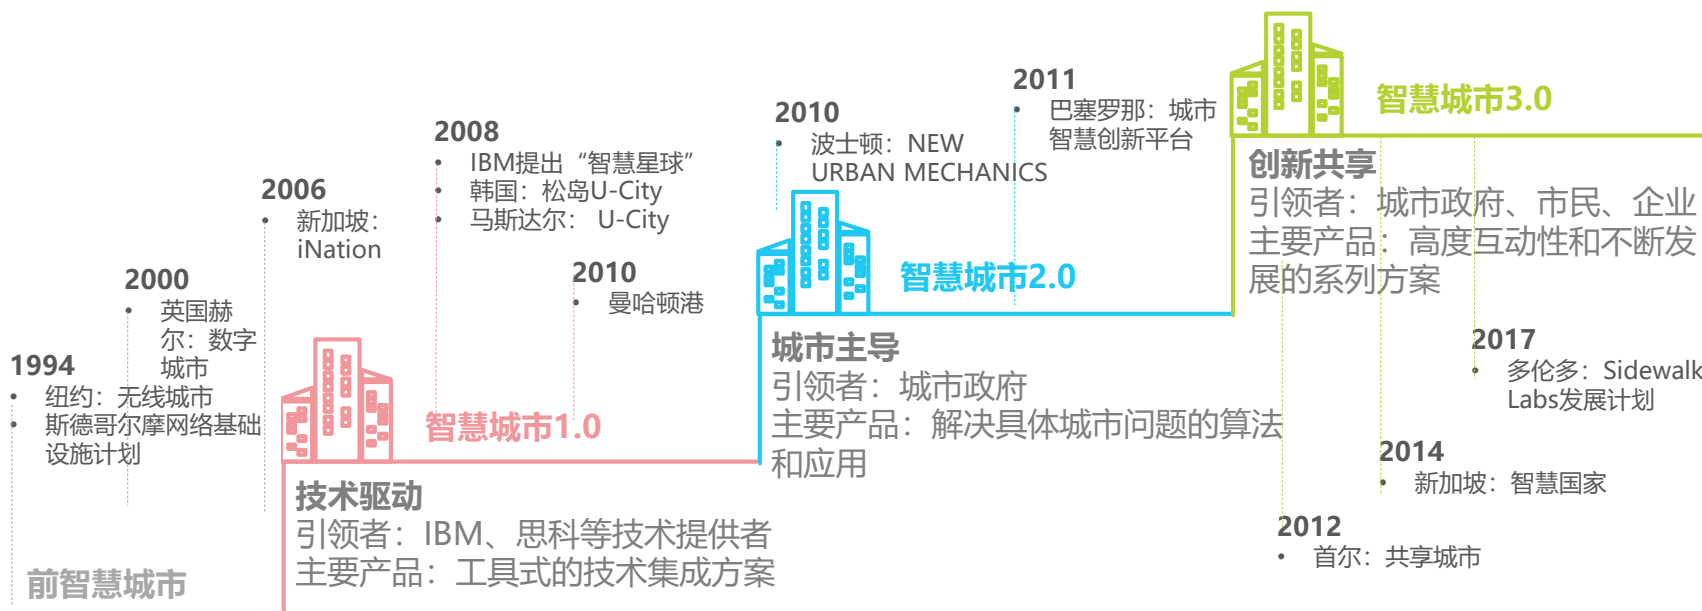 1994
• 纽约：无线城市
• 斯德哥尔摩网络基础
设施计划
前智慧城市
2000
• 英国赫
尔：数字
城市
2006
• 新加坡：
iNation
2008
• IBM提出“智慧星球”
• 韩国：松岛U-City
• 马斯达尔： U-City
2010
• 曼哈顿港
智慧城市1.0
技术驱动
引领者：IBM、思科等技术提供者
主要产品：工具式的技术集成方案
2010
• 波士顿：NEW
URBAN MECHANICS
2011
• 巴塞罗那：城市
智慧创新平台
智慧城市2.0
城市主导
引领者：城市政府
主要产品：解决具体城市问题的算法
和应用
智慧城市3.0
创新共享
引领者：城市政府、市民、企业
主要产品：高度互动性和不断发
展的系列方案
2012
• 首尔：共享城市
2014
• 新加坡：智慧国家
2017
• 多伦多：Sidewalk
Labs发展计划